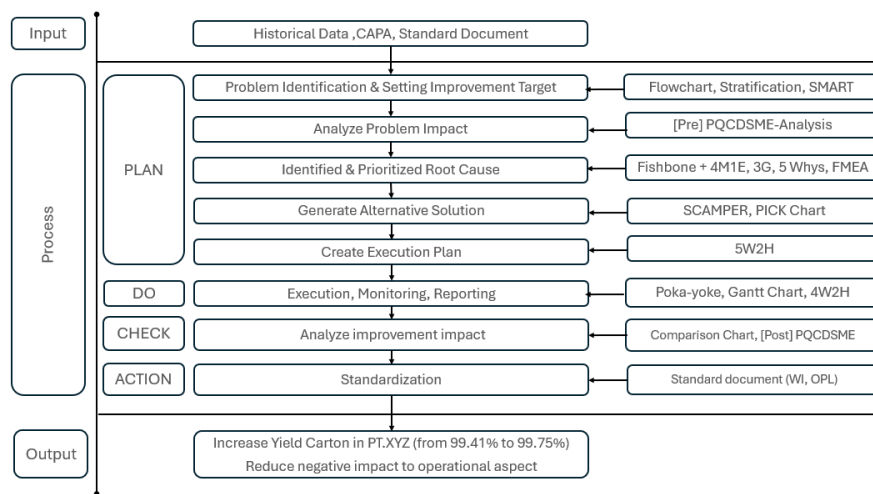 Input
Historical Data ,CAPA, Standard Document
Process
PLAN
Problem Identification & Setting Improvement Target
Flowchart, Stratification, SMART
Analyze Problem Impact
[Pre] PQCDSME-Analysis
Identified & Prioritized Root Cause
Fishbone + 4M1E, 3G, 5 Whys, FMEA
Generate Alternative Solution
SCAMPER, PICK Chart
Create Execution Plan
5W2H
DO
Execution, Monitoring, Reporting
Poka-yoke, Gantt Chart, 4W2H
CHECK
Analyze improvement impact
Comparison Chart, [Post] PQCDSME
ACTION
Standardization
Standard document (WI, OPL)
Output
Increase Yield Carton in PT.XYZ (from 99.41% to 99.75%)
Reduce negative impact to operational aspect